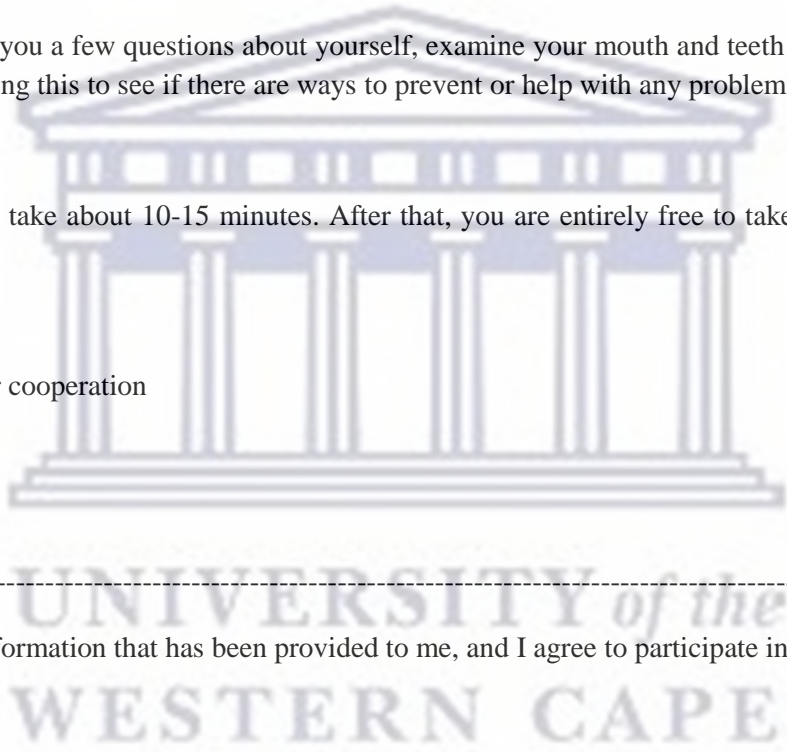 you a few questions about yourself, examine your mouth and teeth
ng this to see if there are ways to prevent or help with any problem
take about 10-15 minutes. After that, you are entirely free to take
cooperation
UNIVERSITY of the
formation that has been provided to me, and I agree to participate in
WESTERN CAPE